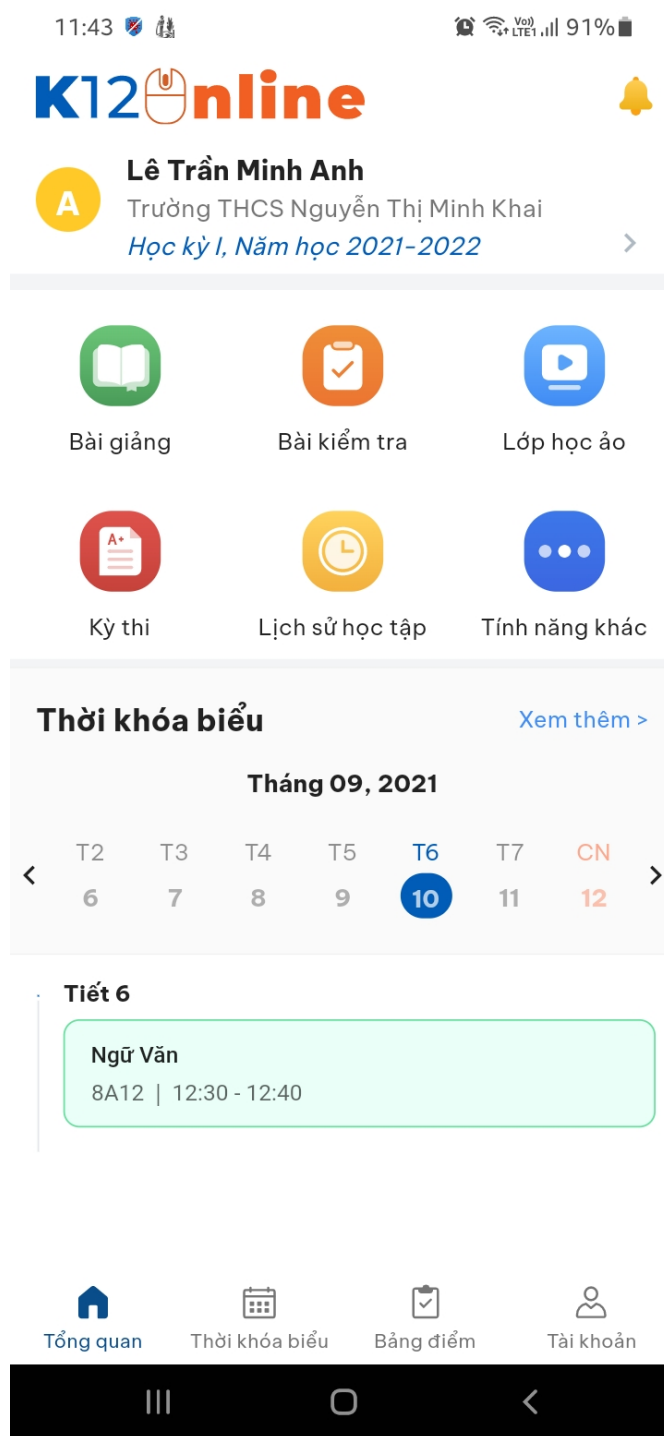 11:43 Vo)) LTE1 91%
K12Online
A
Lê Trần Minh Anh
Trường THCS Nguyễn Thị Minh Khai
Học kỳ I, Năm học 2021-2022
Bài giảng Bài kiểm tra Lớp học ảo
A+
Kỳ thi Lịch sử học tập Tính năng khác
Thời khóa biểu Xem thêm >
Tháng 09, 2021
T2 T3 T4 T5 T6 T7 CN
6 7 8 9 10 11 12
Tiết 6
Ngữ Văn
8A12 | 12:30 - 12:40
Tổng quan Thời khóa biểu Bảng điểm Tài khoản